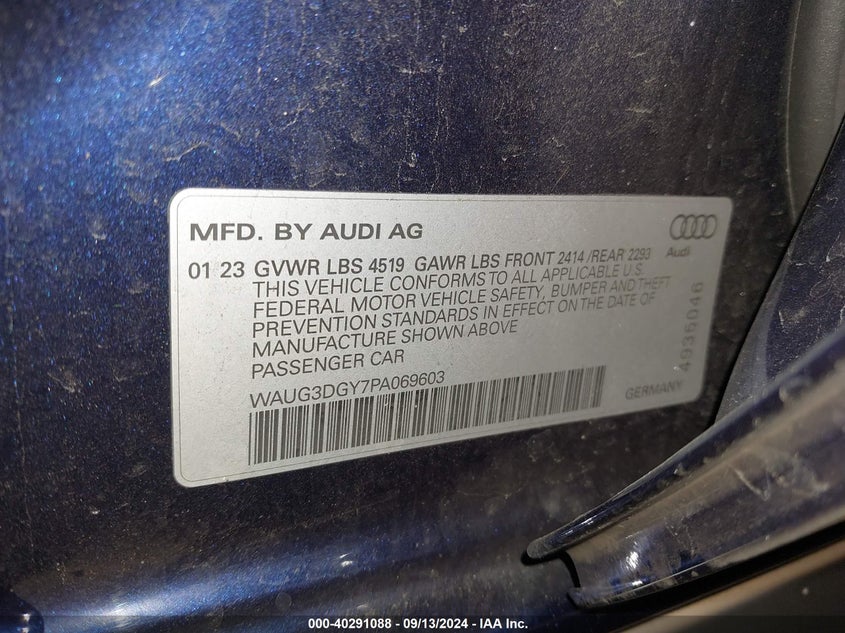 MFD. BY AUDI AG
Audi
01 23 GVWR LBS 4519 GAWR LBS FRONT 2414 /REAR 2293
THIS VEHICLE CONFORMS TO ALL APPLICABLE U.S.
FEDERAL MOTOR VEHICLE SAFETY, BUMPER AND THEFT
PREVENTION STANDARDS IN EFFECT ON THE DATE OF
MANUFACTURE SHOWN ABOVE
PASSENGER CAR
WAUG3DGY7PA069603
4935046
GERMANY
000-40291088 - 09/13/2024 - IAA Inc.